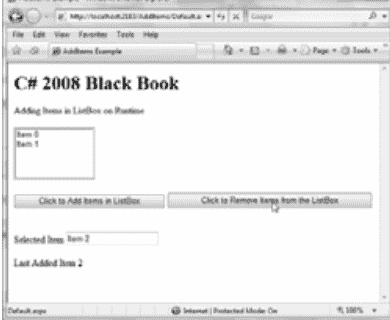 http://localhost:2183/AddItems/Default.a
Google
File Edit View Favorites Tools Help
AddItems Example
Page Tools
C# 2008 Black Book
Adding Items in ListBox on Runtime
Item 0
Item 1
Click to Add Items in ListBox Click to Remove Items from the ListBox
Selected Item Item 2
Last Added Item 2
Default.aspx Internet | Protected Mode: On 100%